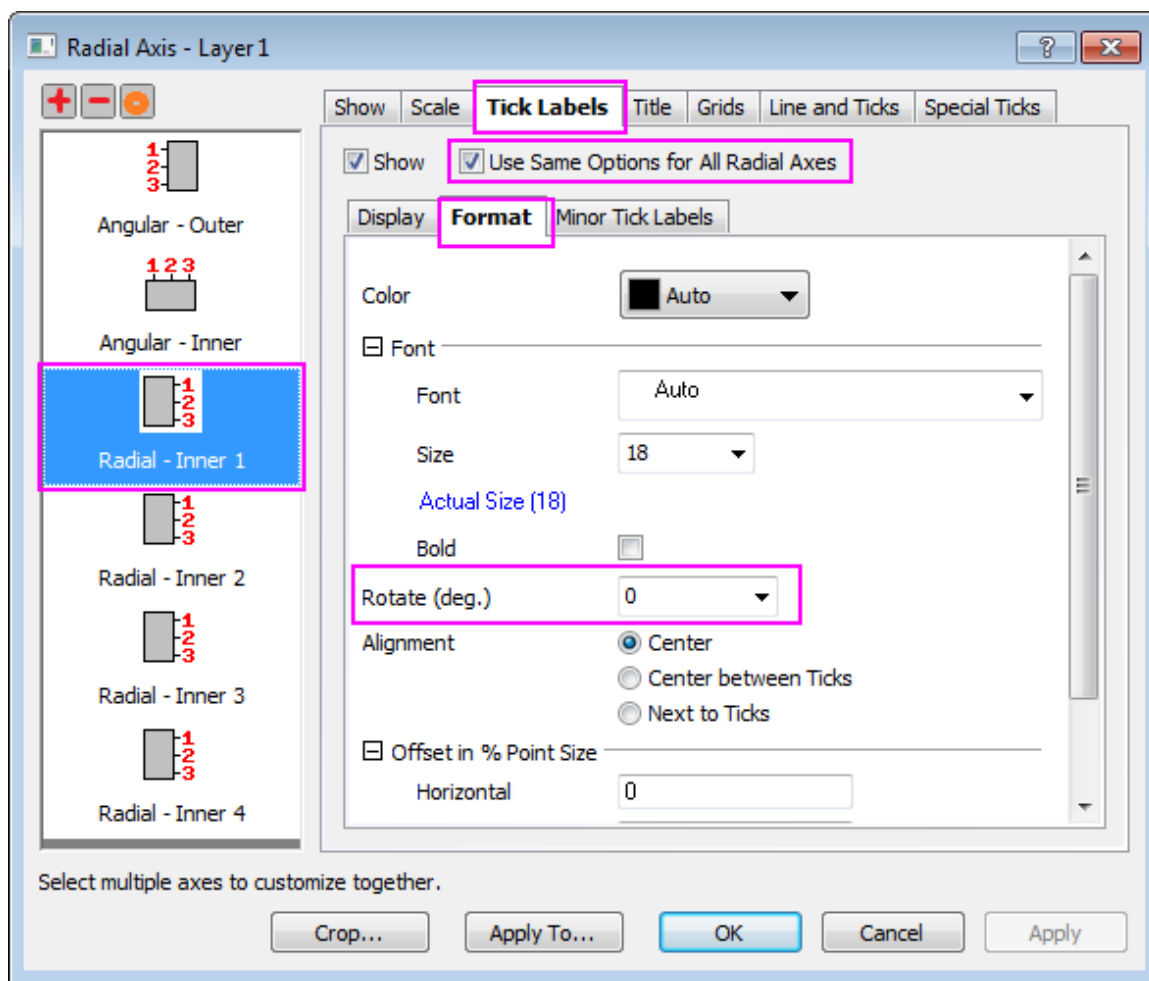 Radial Axis - Layer 1
Show Scale Tick Labels Title Grids Line and Ticks Special Ticks
Show Use Same Options for All Radial Axes
Display Format Minor Tick Labels
1
2
3
Angular - Outer
1 2 3
Angular - Inner
1
2
3
Radial - Inner 1
1
2
3
Radial - Inner 2
1
2
3
Radial - Inner 3
1
2
3
Radial - Inner 4
Color Auto
Font
Font Auto
Size 18
Actual Size (18)
Bold
Rotate (deg.) 0
Alignment Center
Center between Ticks
Next to Ticks
Offset in % Point Size
Horizontal 0
Select multiple axes to customize together.
Crop... Apply To... OK Cancel Apply